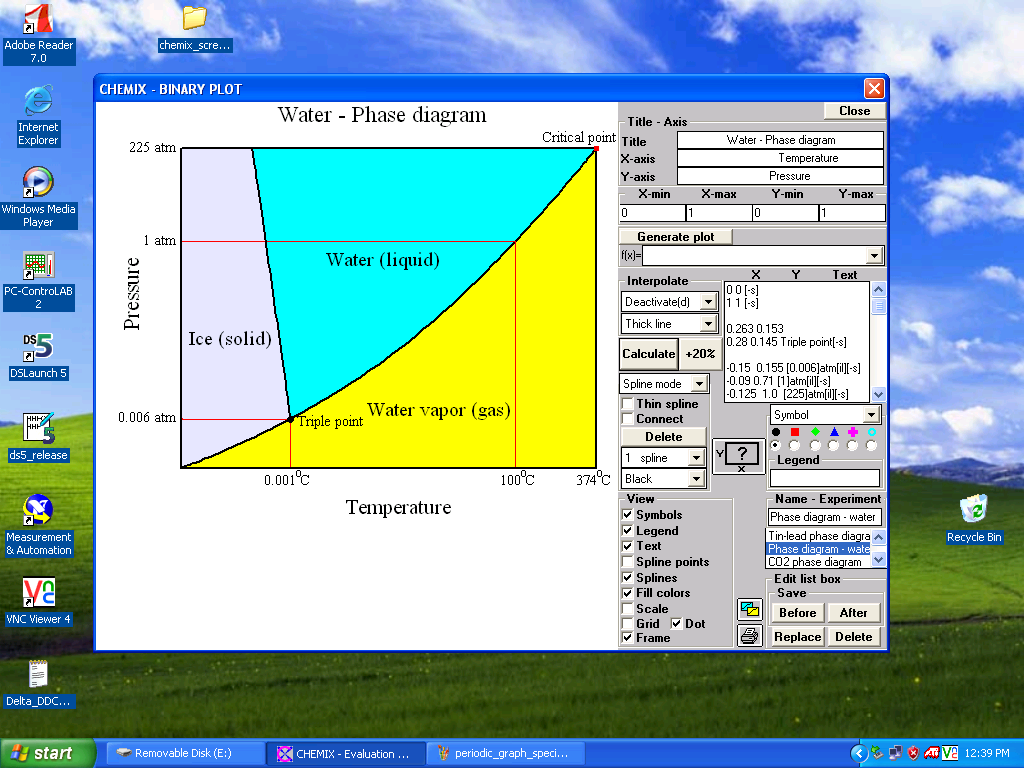 Adobe Reader
7.0
chemix_scre...
Internet
Explorer
Windows Media
Player
PC-ControLAB
2
DS5
DSLaunch 5
ds5_release
Measurement
& Automation
VNC Viewer 4
Delta_DDC...
Recycle Bin
CHEMIX - BINARY PLOT
Water - Phase diagram
Critical point
225 atm
1 atm
0.006 atm
Pressure
Water (liquid)
Ice (solid)
Water vapor (gas)
Triple point
0.001°C
100°C
374°C
Temperature
Close
Title - Axis
Title Water - Phase diagram
X-axis Temperature
Y-axis Pressure
X-min X-max Y-min Y-max
0 1 0 1
Generate plot
f(x)=
Interpolate
Deactivate(d)
Thick line
Calculate +20%
Spline mode
Thin spline
Connect
Delete
1 spline
Black
X Y Text
0 0 [-s]
1 1 [-s]
0.263 0.153
0.28 0.145 Triple point[-s]
-0.15 0.155 [0.006]atm[il][-s]
-0.09 0.71 [1]atm[il][-s]
-0.125 1.0 [225]atm[il][-s]
Symbol
Y ? X
Legend
View
Symbols
Legend
Text
Spline points
Splines
Fill colors
Scale
Grid Dot
Frame
Name - Experiment
Phase diagram - water
Tin-lead phase diagra
Phase diagram - wate
CO2 phase diagram
Edit list box
Save
Before After
Replace Delete
start
Removable Disk (E:)
CHEMIX - Evaluation ...
periodic_graph_speci...
12:39 PM